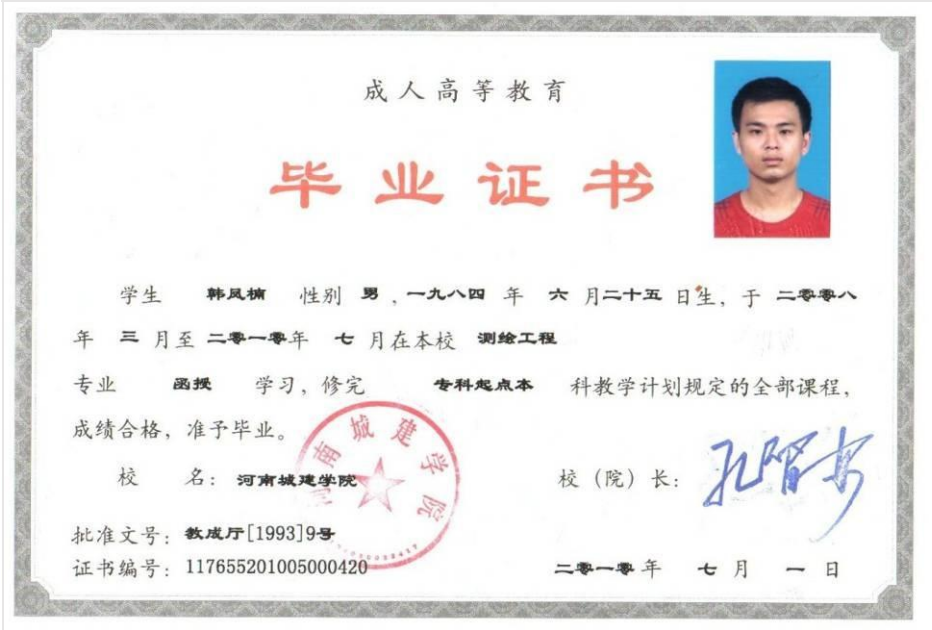 成人高等教育
毕业证书
学生 韩凤楠 性别 男 ,一九八四 年 六 月二十五 日生，于 二零零八
年 三 月至 二零一零年 七 月在本校 测绘工程
专业 函授 学习，修完 专科起点本 科教学计划规定的全部课程，
成绩合格，准予毕业。
河南城建学院
校 名： 河南城建学院
校（院）长：
批准文号：教成厅[1993]9号
证书编号：117655201005000420
二零一零 年 七 月 一 日